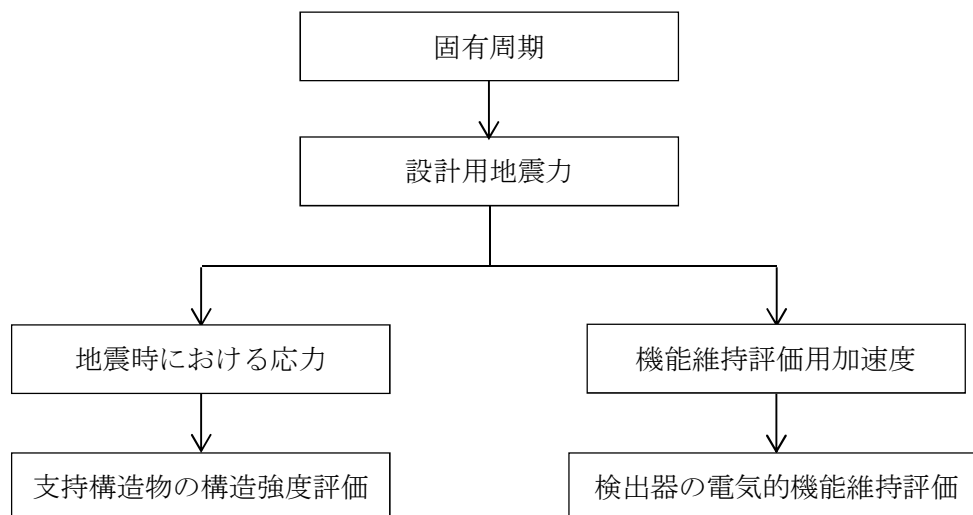 固有周期
設計用地震力
地震時における応力
機能維持評価用加速度
支持構造物の構造強度評価
検出器の電気的機能維持評価